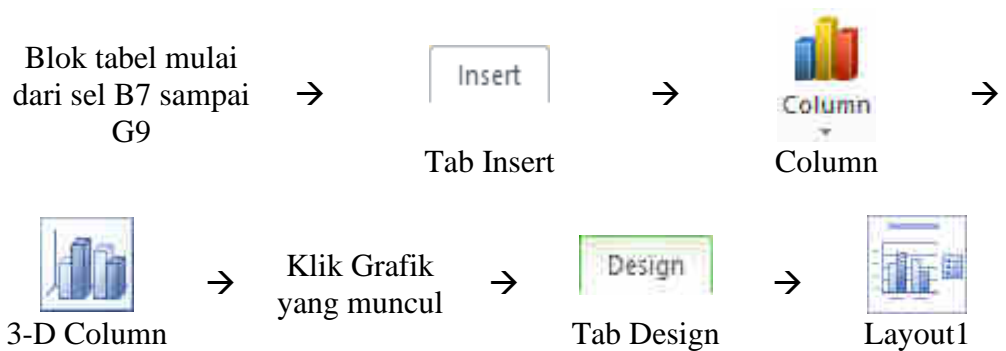 Blok tabel mulai
dari sel B7 sampai
G9
→
Insert
Tab Insert
→
Column
Column
→
3-D Column
→
Klik Grafik
yang muncul
→
Design
Tab Design
→
Layout1